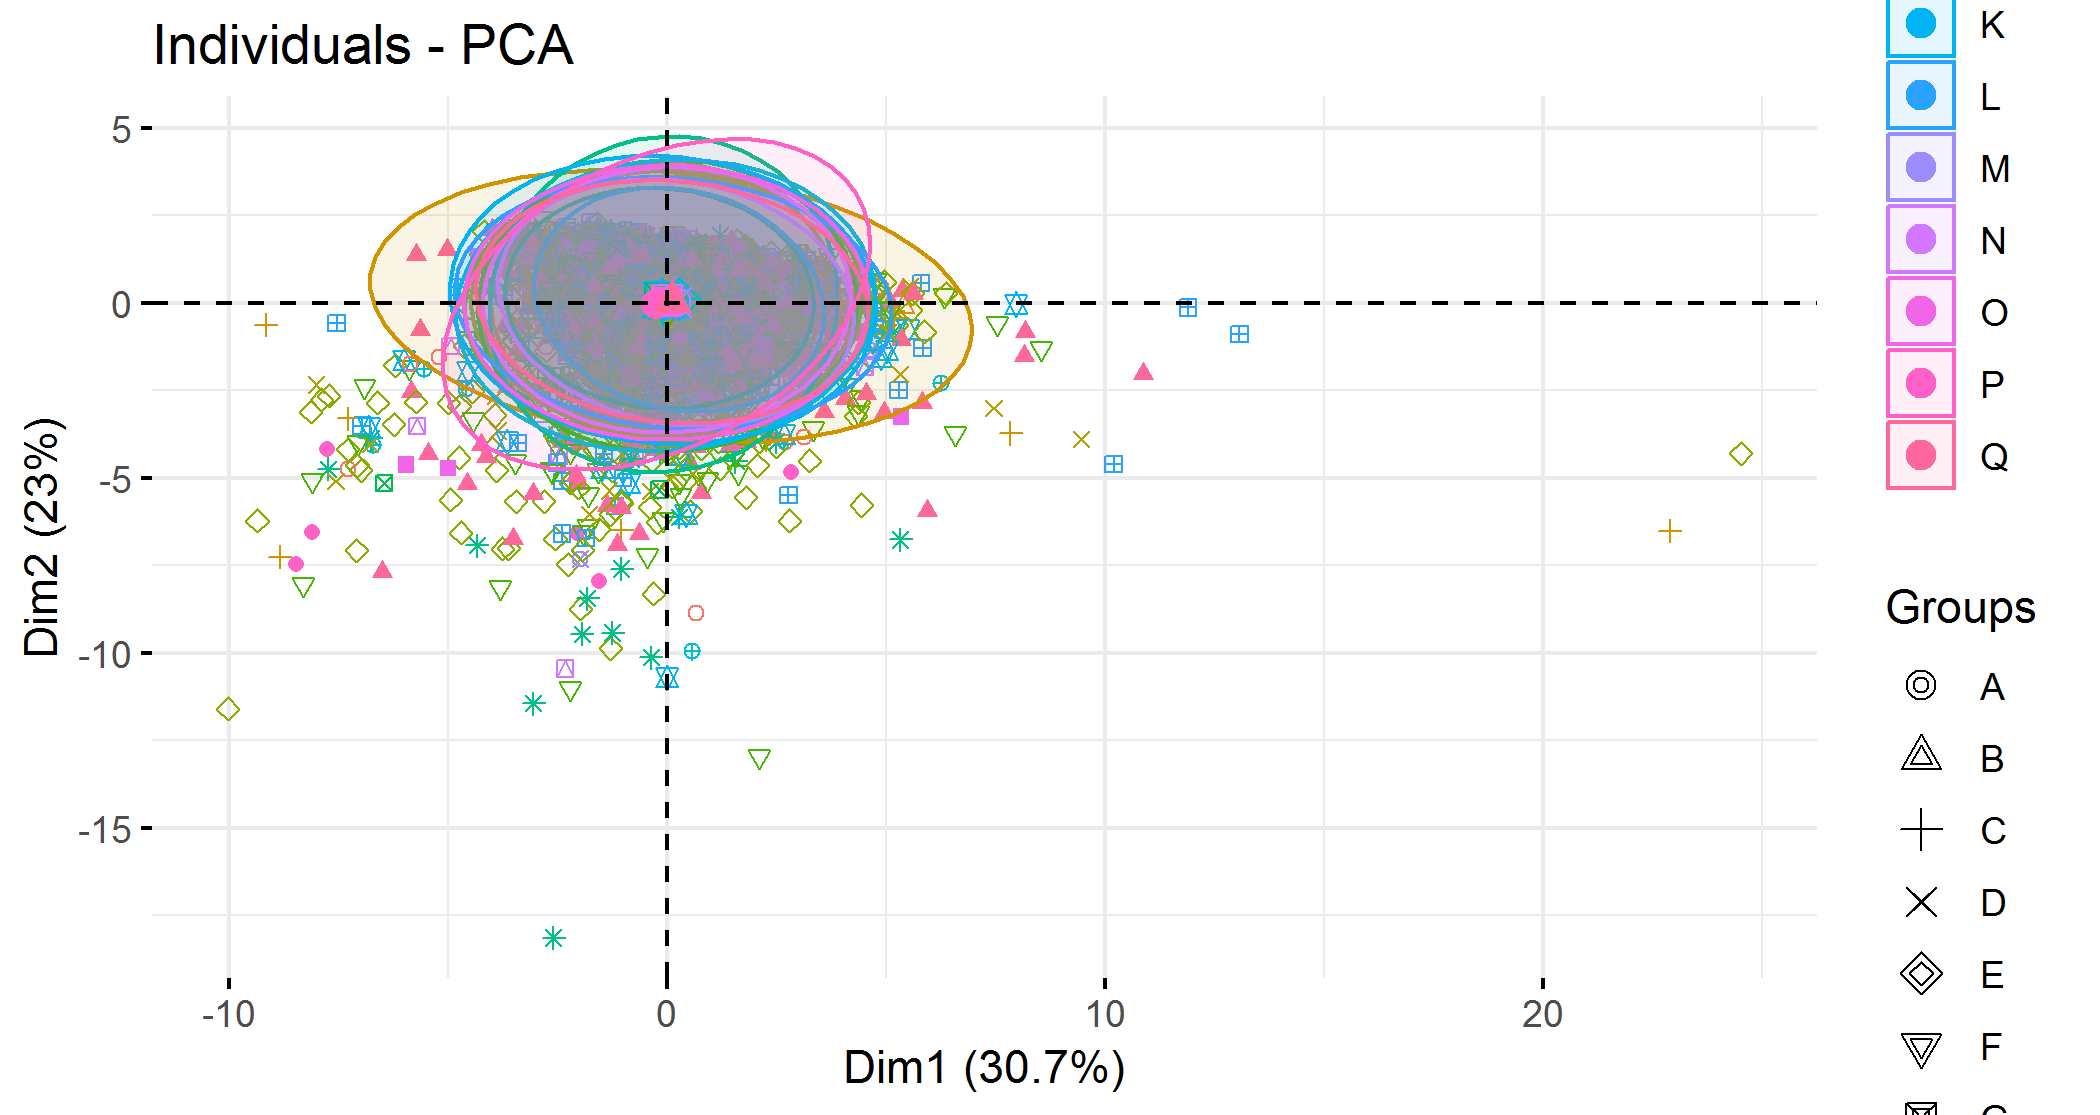 Individuals - PCA
5
0
-5
-10
-15
Dim2 (23%)
-10 0 10 20
Dim1 (30.7%)
K
L
M
N
O
P
Q
Groups
A
B
C
D
E
F